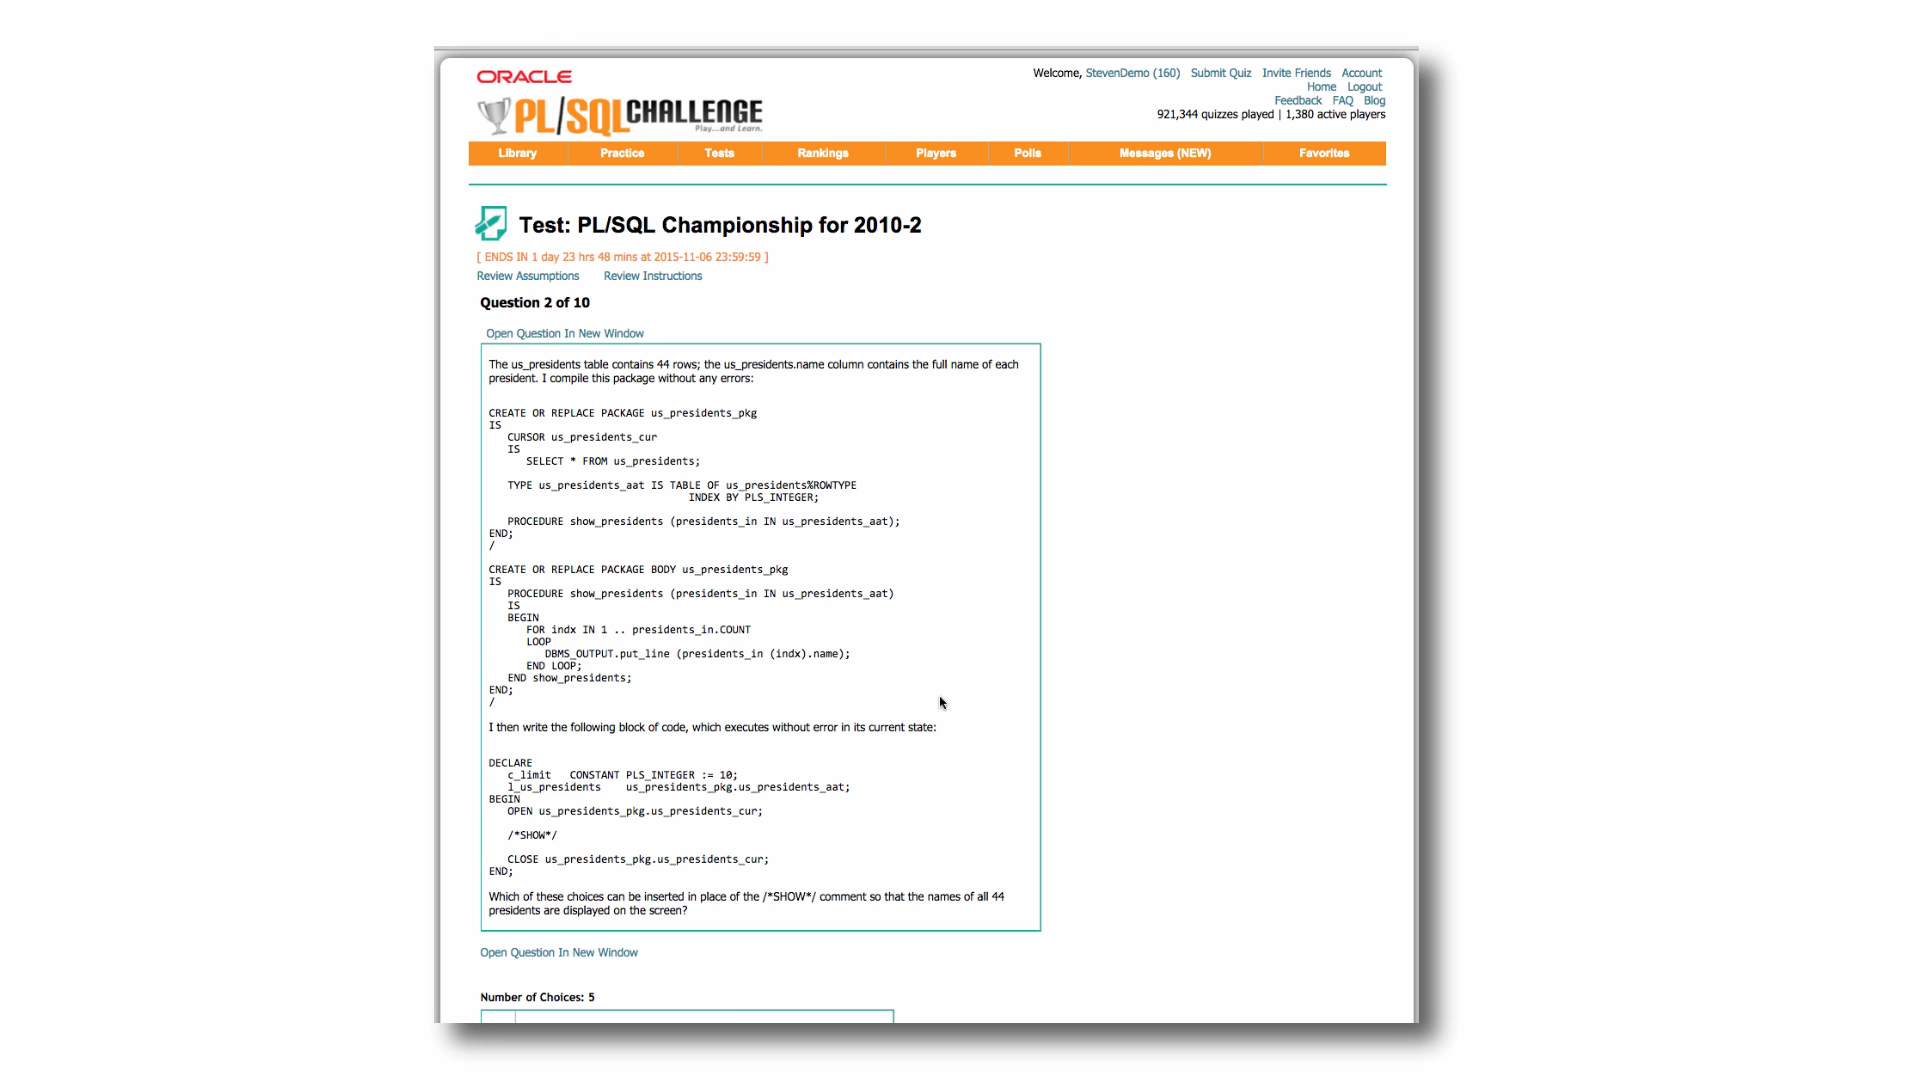 ORACLE
PL/SQL CHALLENGE
Play...and Learn.
Welcome, StevenDemo (160) Submit Quiz Invite Friends Account
Home Logout
Feedback FAQ Blog
921,344 quizzes played | 1,380 active players
Library Practice Tests Rankings Players Polls Messages (NEW) Favorites
Test: PL/SQL Championship for 2010-2
[ ENDS IN 1 day 23 hrs 48 mins at 2015-11-06 23:59:59 ]
Review Assumptions Review Instructions
Question 2 of 10
Open Question In New Window
The us_presidents table contains 44 rows; the us_presidents.name column contains the full name of each
president. I compile this package without any errors:
CREATE OR REPLACE PACKAGE us_presidents_pkg
IS
CURSOR us_presidents_cur
IS
SELECT * FROM us_presidents;
TYPE us_presidents_aat IS TABLE OF us_presidents%ROWTYPE
INDEX BY PLS_INTEGER;
PROCEDURE show_presidents (presidents_in IN us_presidents_aat);
END;
/
CREATE OR REPLACE PACKAGE BODY us_presidents_pkg
IS
PROCEDURE show_presidents (presidents_in IN us_presidents_aat)
IS
BEGIN
FOR indx IN 1 .. presidents_in.COUNT
LOOP
DBMS_OUTPUT.put_line (presidents_in (indx).name);
END LOOP;
END show_presidents;
END;
/
I then write the following block of code, which executes without error in its current state:
DECLARE
c_limit CONSTANT PLS_INTEGER := 10;
l_us_presidents us_presidents_pkg.us_presidents_aat;
BEGIN
OPEN us_presidents_pkg.us_presidents_cur;
/*SHOW*/
CLOSE us_presidents_pkg.us_presidents_cur;
END;
Which of these choices can be inserted in place of the /*SHOW*/ comment so that the names of all 44
presidents are displayed on the screen?
Open Question In New Window
Number of Choices: 5